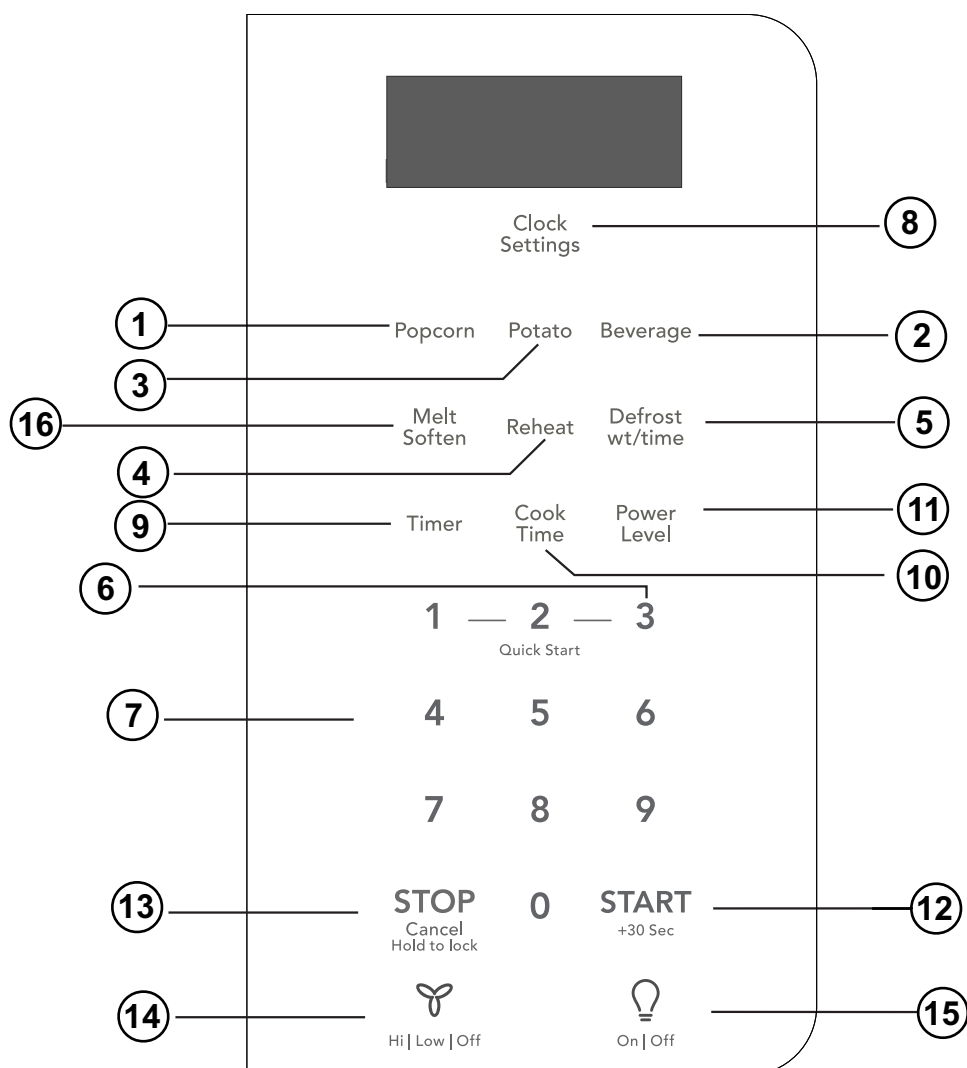 8
Clock
Settings
1
Popcorn Potato Beverage
2
3
16
Melt
Soften
Reheat
Defrost
wt/time
5
4
9
Timer
Cook
Time
Power
Level
11
6
10
1 — 2 — 3
Quick Start
7
4 5 6
7 8 9
13
STOP
Cancel
Hold to lock
0
START
+30 Sec
12
14
Hi | Low | Off
On | Off
15